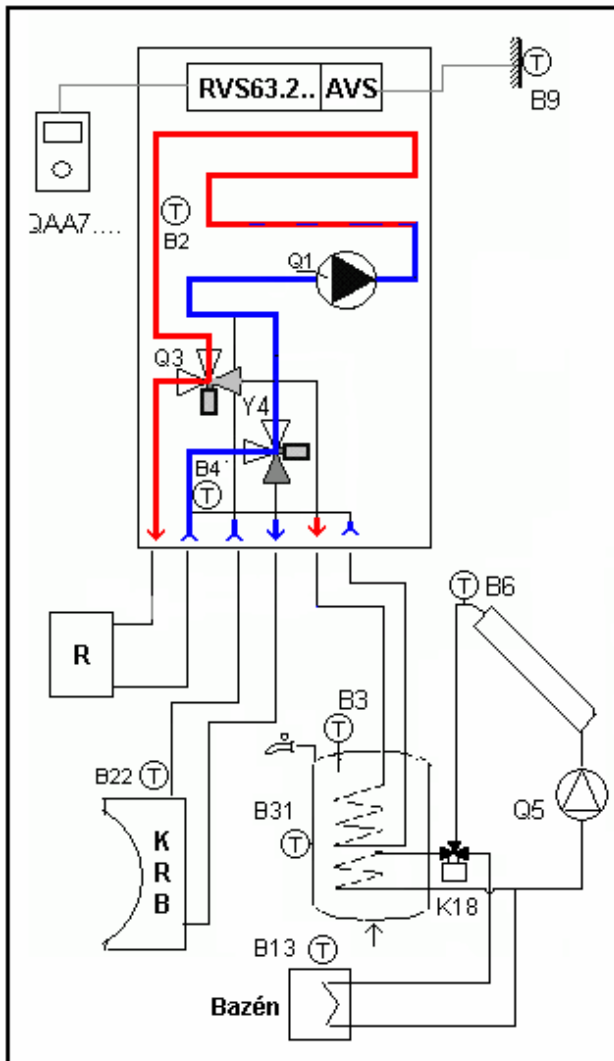 RVS63.2.. AVS
T
B9
QAA7....
T
B2
Q1
Q3
Y4
B4
T
R
T B6
B3
T
B22 T
B31
T
Q5
K
R
B
K18
B13 T
Bazén